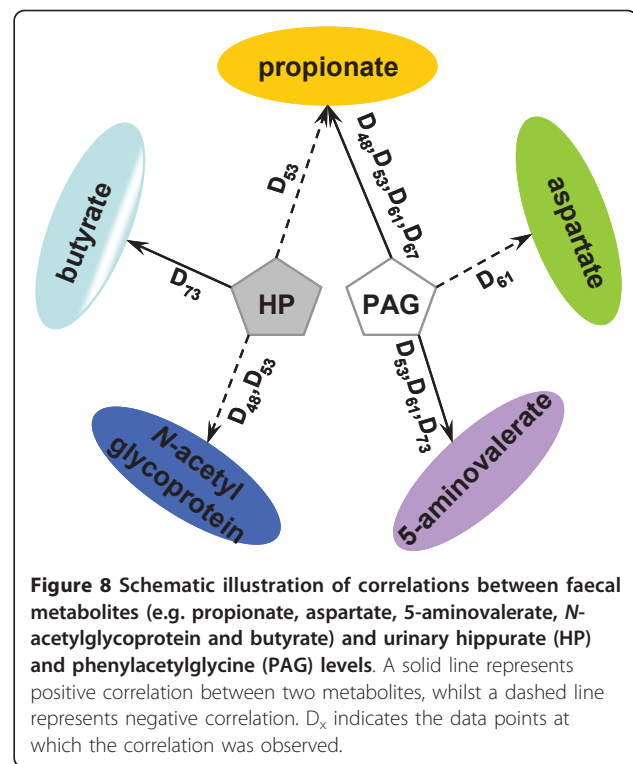 propionate
butyrate
aspartate
D53
D48,D53,D61,D67
D73
HP
PAG
D61
D48,D53
D53,D61,D73
N-acetyl
glycoprotein
5-aminovalerate
Figure 8 Schematic illustration of correlations between faecal
metabolites (e.g. propionate, aspartate, 5-aminovalerate, N-
acetylglycoprotein and butyrate) and urinary hippurate (HP)
and phenylacetylglycine (PAG) levels. A solid line represents
positive correlation between two metabolites, whilst a dashed line
represents negative correlation. Dx indicates the data points at
which the correlation was observed.